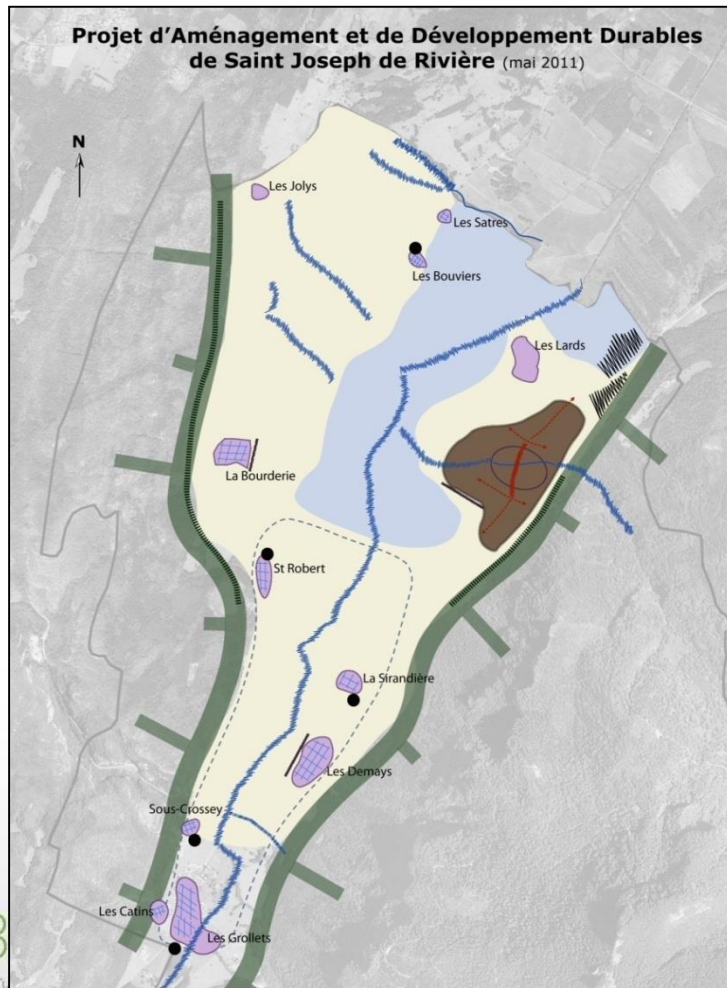 Projet d’Aménagement et de Développement Durables
de Saint Joseph de Rivière (mai 2011)
N
Les Jolys
Les Satres
Les Bouviers
Les Lards
La Bourderie
St Robert
La Sirandière
Les Demays
Sous-Crossey
Les Catins
Les Grollets